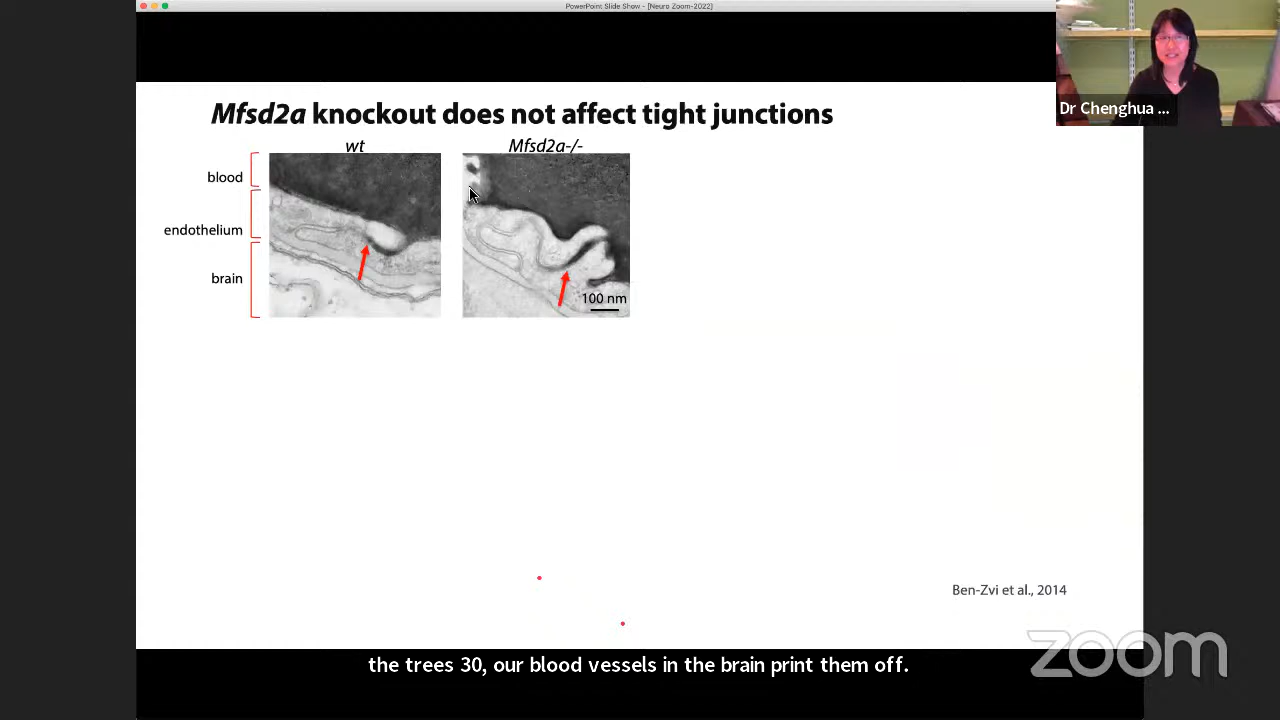 PowerPoint Slide Show - [Neuro Zoom-2022]
Dr Chenghua ...
Mfsd2a knockout does not affect tight junctions
wt
Mfsd2a-/-
blood
endothelium
brain
100 nm
Ben-Zvi et al., 2014
zoom
the trees 30, our blood vessels in the brain print them off.